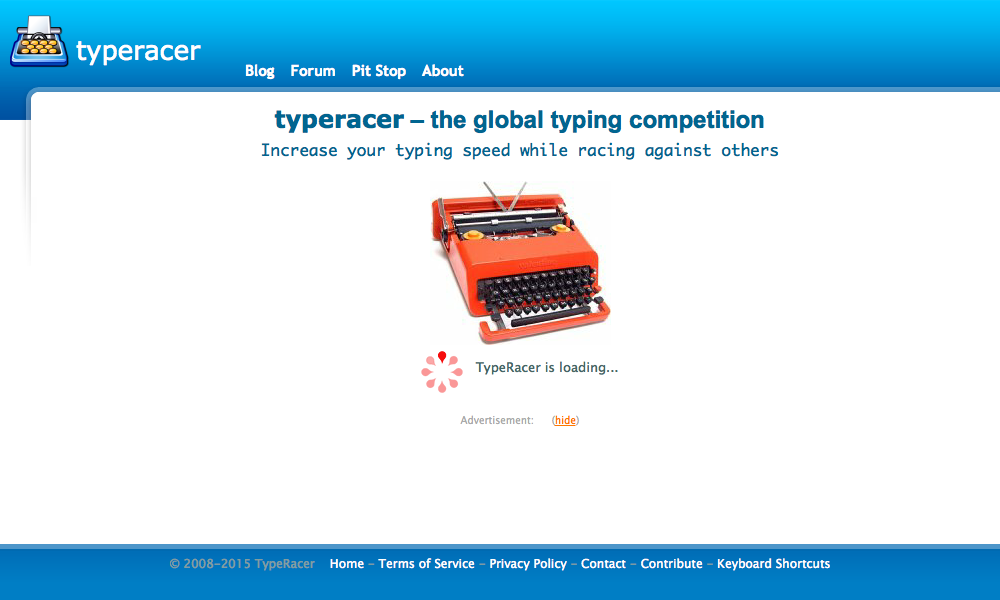 typeracer
Blog Forum Pit Stop About
typeracer – the global typing competition
Increase your typing speed while racing against others
TypeRacer is loading...
Advertisement: (hide)
© 2008–2015 TypeRacer Home – Terms of Service – Privacy Policy – Contact – Contribute – Keyboard Shortcuts